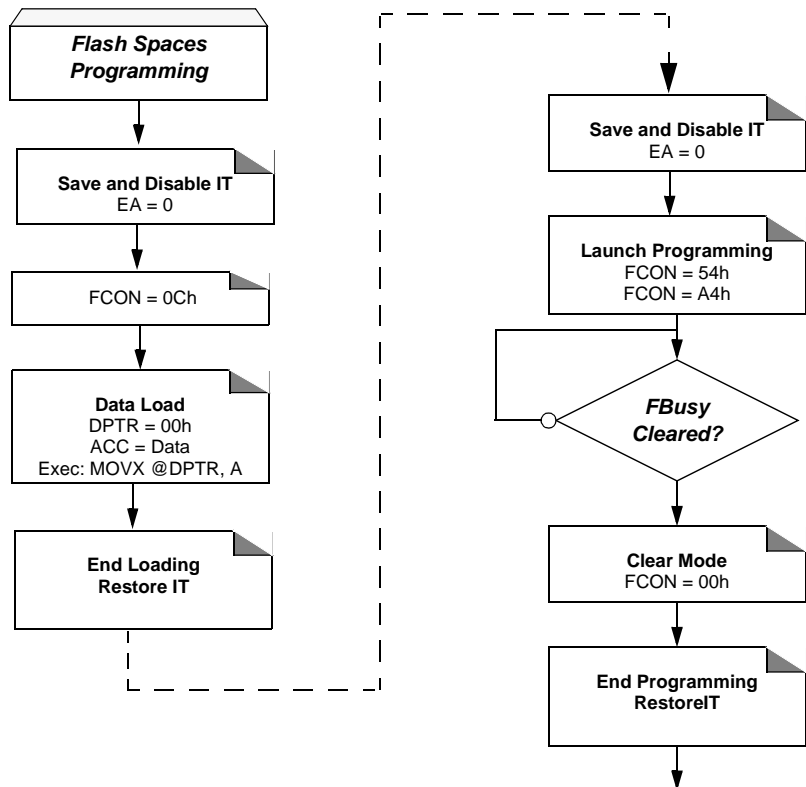 Flash Spaces
Programming
Save and Disable IT
EA = 0
FCON = 0Ch
Data Load
DPTR = 00h
ACC = Data
Exec: MOVX @DPTR, A
End Loading
Restore IT
Save and Disable IT
EA = 0
Launch Programming
FCON = 54h
FCON = A4h
FBusy
Cleared?
Clear Mode
FCON = 00h
End Programming
RestoreIT